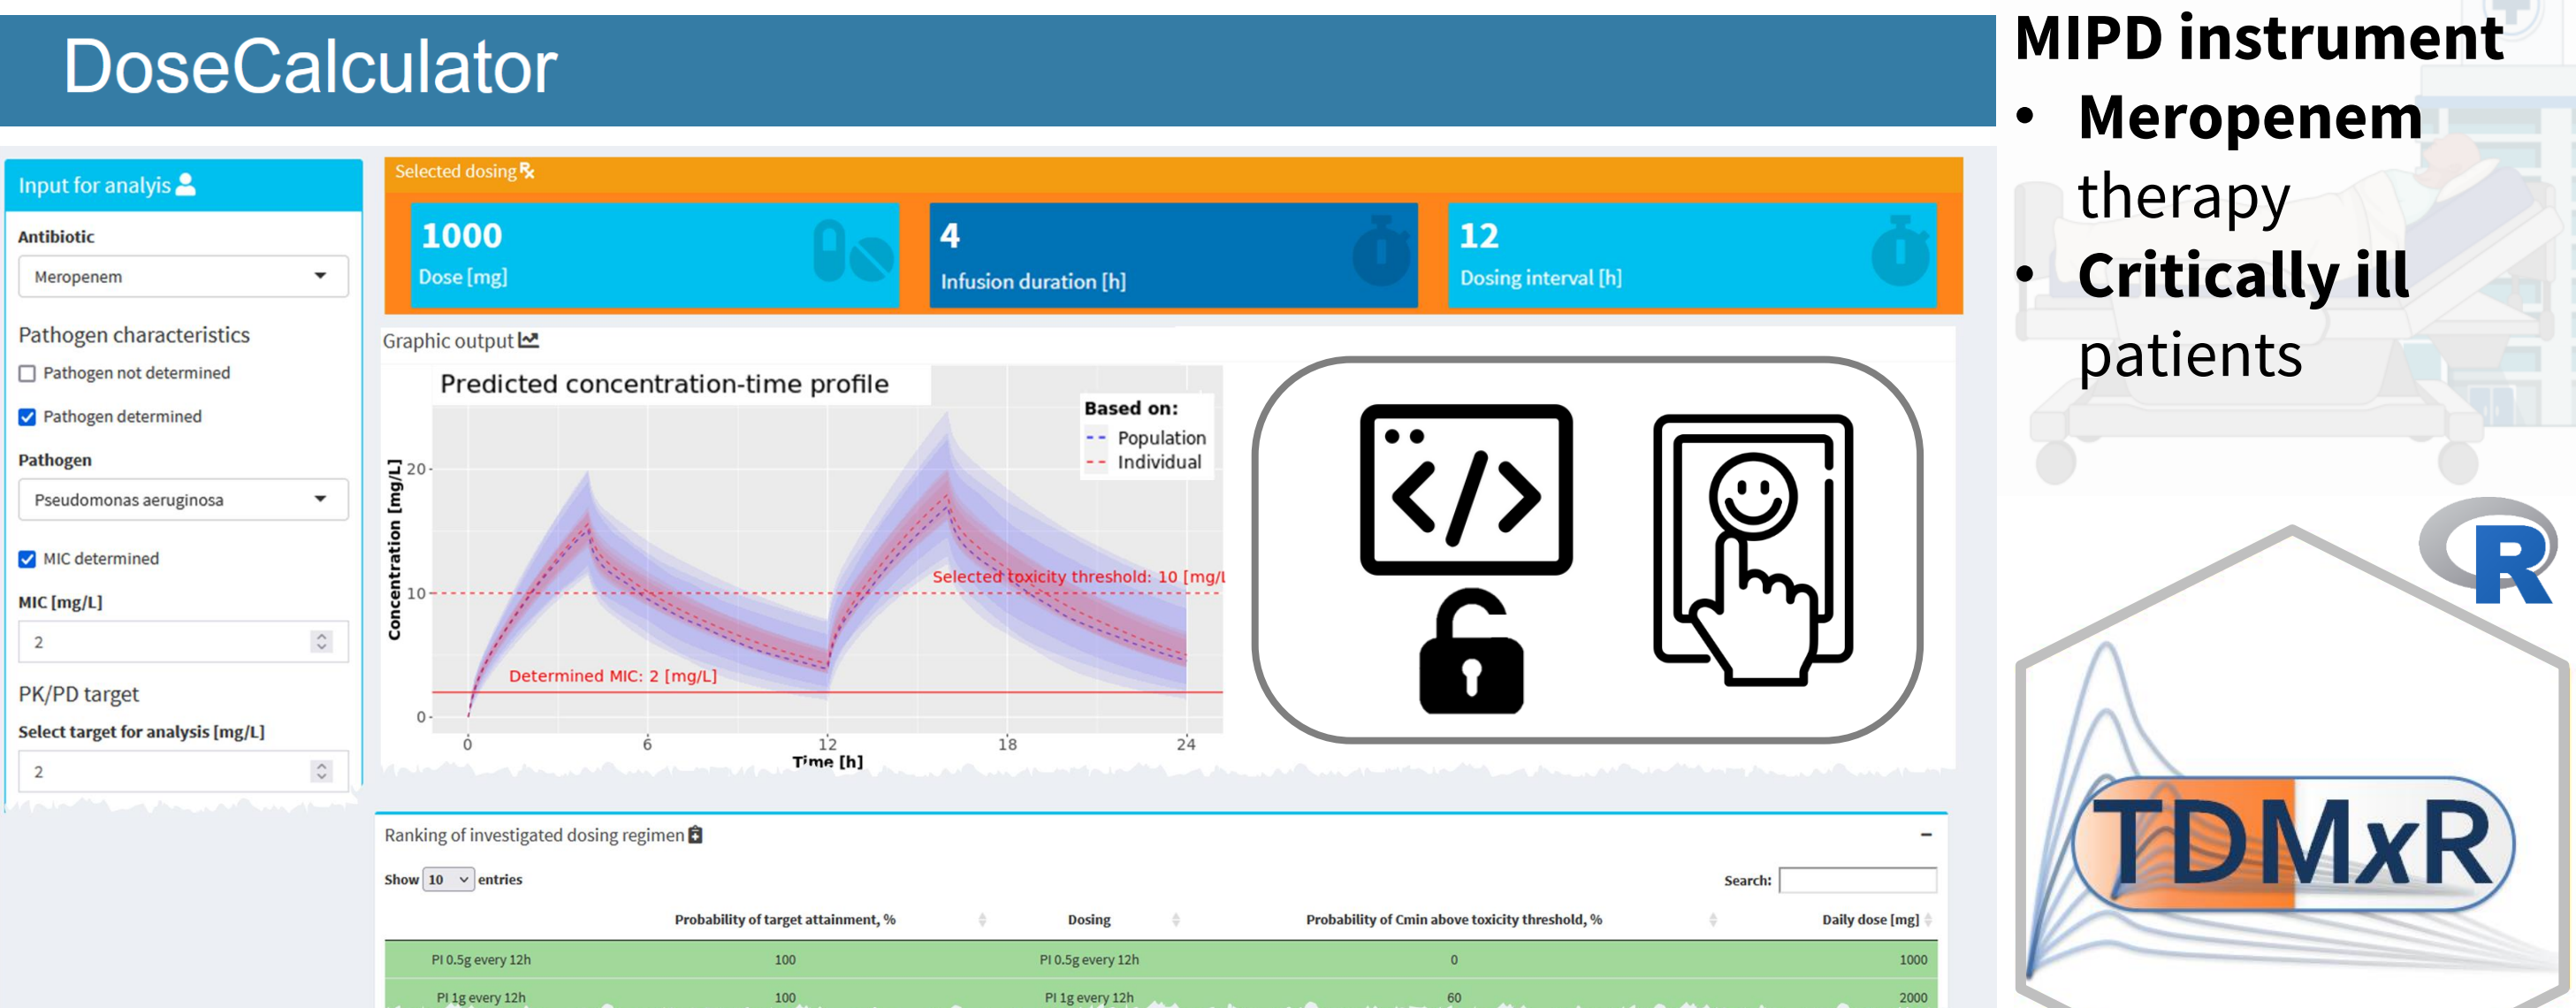 DoseCalculator
Input for analyis
Antibiotic
Meropenem
Pathogen characteristics
Pathogen not determined
Pathogen determined
Pathogen
Pseudomonas aeruginosa
MIC determined
MIC [mg/L]
2
PK/PD target
Select target for analysis [mg/L]
2
Selected dosing ℞
1000
Dose [mg]
4
Infusion duration [h]
12
Dosing interval [h]
Graphic output
Predicted concentration-time profile
Based on:
Population
Individual
Concentration [mg/L]
20
10
0
Selected toxicity threshold: 10 [mg/L
Determined MIC: 2 [mg/L]
0 6 12 18 24
Time [h]
</>
Ranking of investigated dosing regimen
Show 10 entries
Search:
Probability of target attainment, % Dosing Probability of Cmin above toxicity threshold, % Daily dose [mg]
PI 0.5g every 12h 100 PI 0.5g every 12h 0 1000
PI 1g every 12h 100 PI 1g every 12h 60 2000
MIPD instrument
• Meropenem
therapy
• Critically ill
patients
R
TDMxR